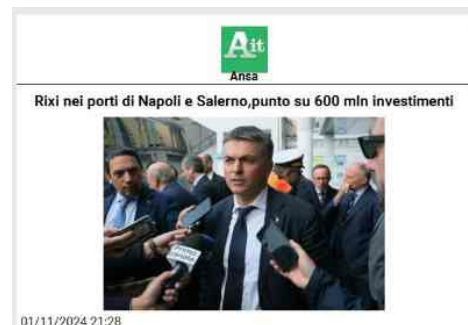 Ait
Ansa
Rixi nei porti di Napoli e Salerno,punto su 600 mln investimenti
01/11/2024 21:28